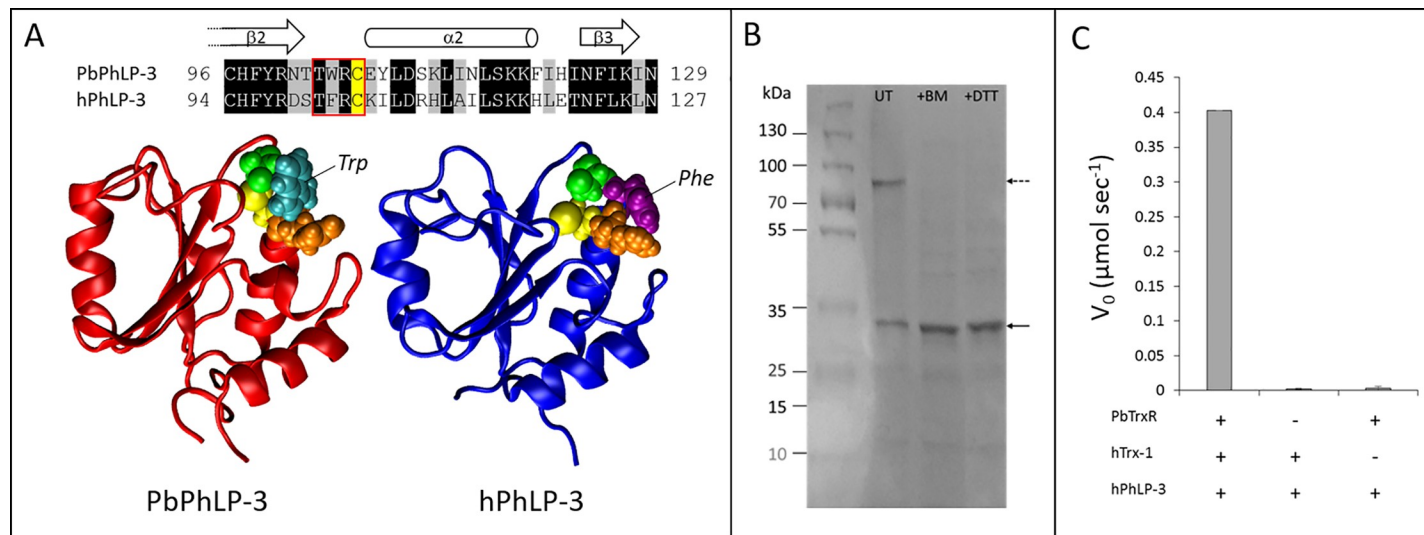 A
β2 α2 β3
PbPhLP-3 96 CHFYRNTTWRCEYLDSKLINLSKKFIHINFIKIN 129
hPhLP-3 94 CHFYRDSTFRCKILDRHLAILSKKHLETNFLKLN 127
Trp
Phe
PbPhLP-3 hPhLP-3
B
kDa UT +BM +DTT
130
100
70
55
35
25
15
10
C
V₀ (µmol sec⁻¹)
0.45
0.4
0.35
0.3
0.25
0.2
0.15
0.1
0.05
0
PbTrxR + - +
hTrx-1 + + -
hPhLP-3 + + +